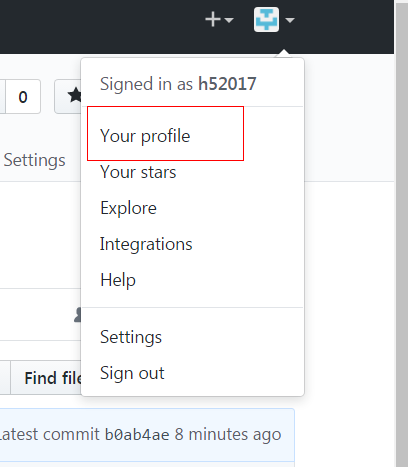 0
Signed in as h52017
Your profile
Settings
Your stars
Explore
Integrations
Help
Settings
Sign out
Find file
Latest commit b0ab4ae 8 minutes ago